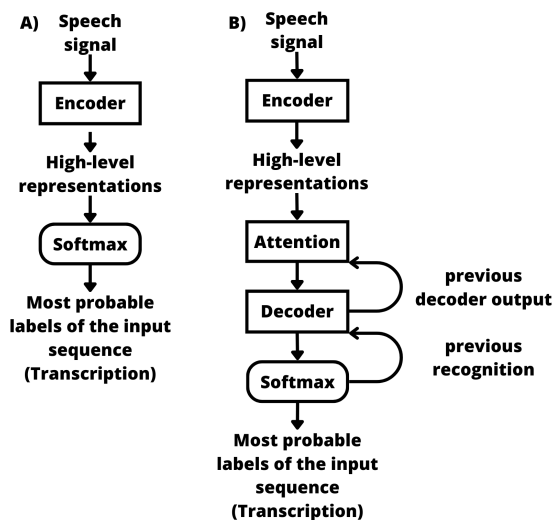 A) Speech
signal
Encoder
High-level
representations
Softmax
Most probable
labels of the input
sequence
(Transcription)
B) Speech
signal
Encoder
High-level
representations
Attention
previous
decoder output
Decoder
previous
recognition
Softmax
Most probable
labels of the input
sequence
(Transcription)